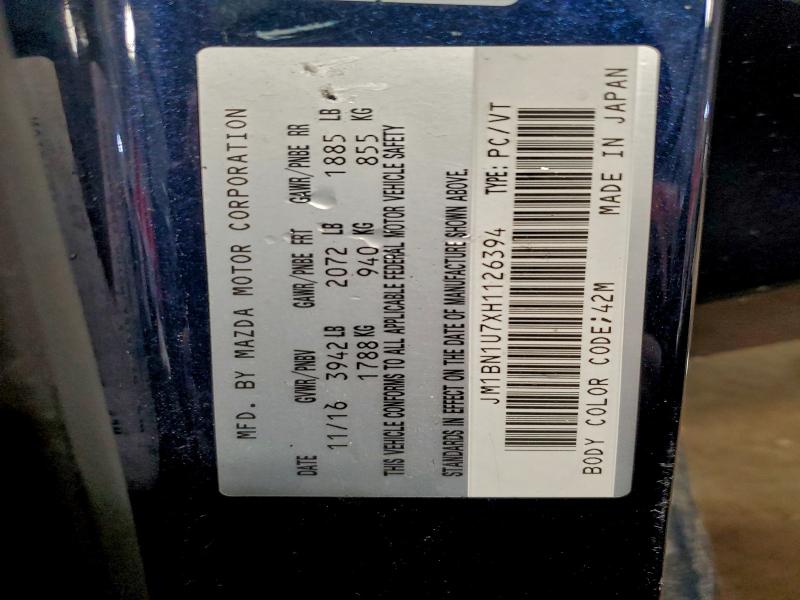 MFD. BY MAZDA MOTOR CORPORATION
DATE GVWR/PNBV GAWR/PNBE FRT GAWR/PNBE RR
11/16 3942 LB 2072 LB 1885 LB
1788 KG 940 KG 855 KG
THIS VEHICLE CONFORMS TO ALL APPLICABLE FEDERAL MOTOR VEHICLE SAFETY
STANDARDS IN EFFECT ON THE DATE OF MANUFACTURE SHOWN ABOVE.
JM1BN1U7XH1126394 TYPE: PC/VT
BODY COLOR CODE;42M MADE IN JAPAN